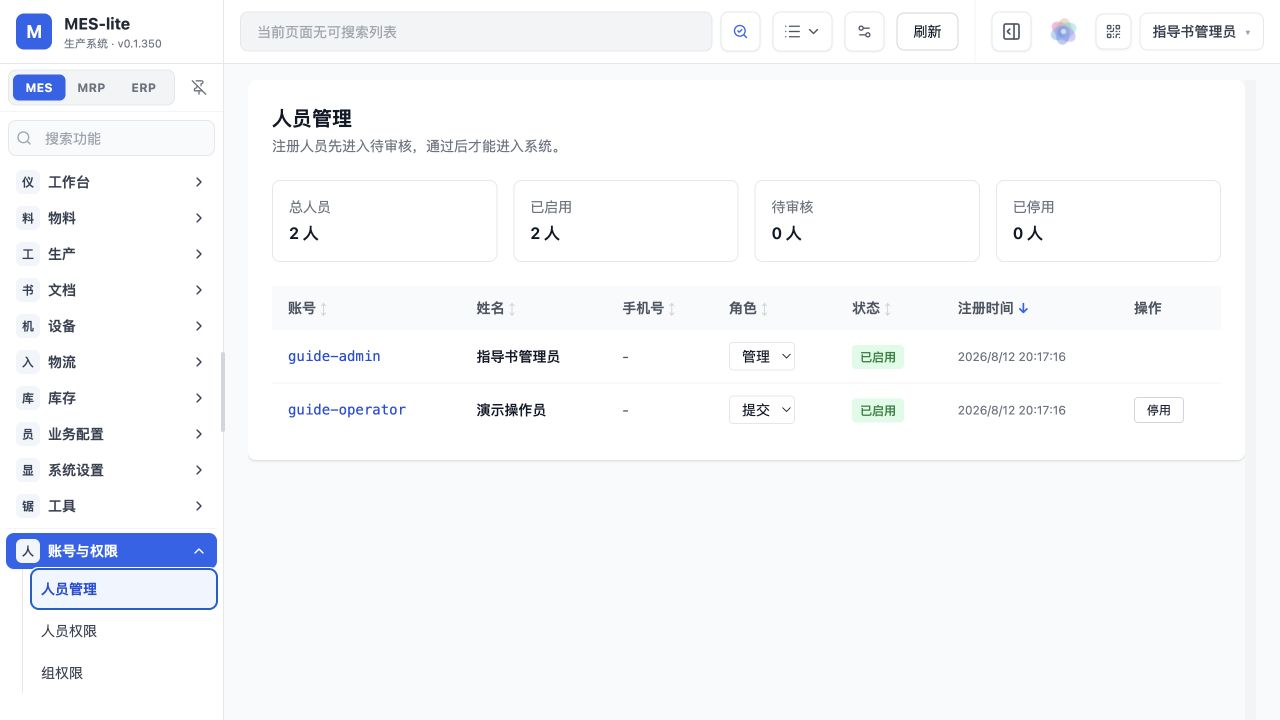 M
MES-lite
生产系统 · v0.1.350
当前页面无可搜索列表
刷新
指导书管理员
MES MRP ERP
搜索功能
仪 工作台
料 物料
工 生产
书 文档
机 设备
入 物流
库 库存
员 业务配置
显 系统设置
锯 工具
人 账号与权限
人员管理
人员权限
组权限
人员管理
注册人员先进入待审核，通过后才能进入系统。
总人员 已启用 待审核 已停用
2 人 2 人 0 人 0 人
账号 姓名 手机号 角色 状态 注册时间 操作
guide-admin 指导书管理员 - 管理 已启用 2026/8/12 20:17:16
guide-operator 演示操作员 - 提交 已启用 2026/8/12 20:17:16 停用